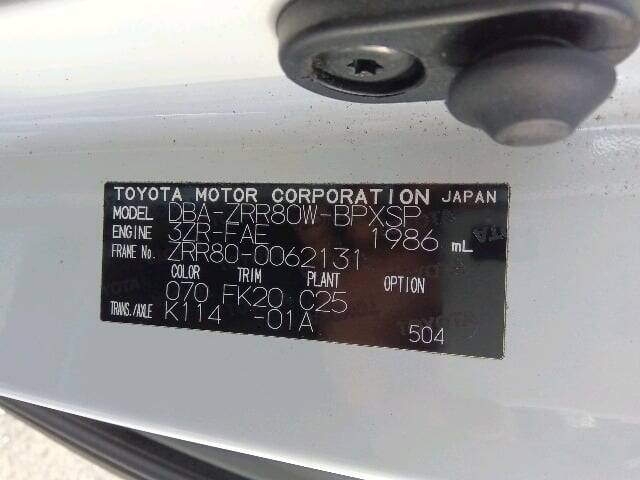 TOYOTA MOTOR CORPORATION JAPAN
MODEL DBA-ZRR80W-BPXSP
ENGINE 3ZR-FAE 1986 mL
FRAME No. ZRR80-0062131
COLOR TRIM PLANT OPTION
070 FK20 C25
TRANS./AXLE K114 -01A
504